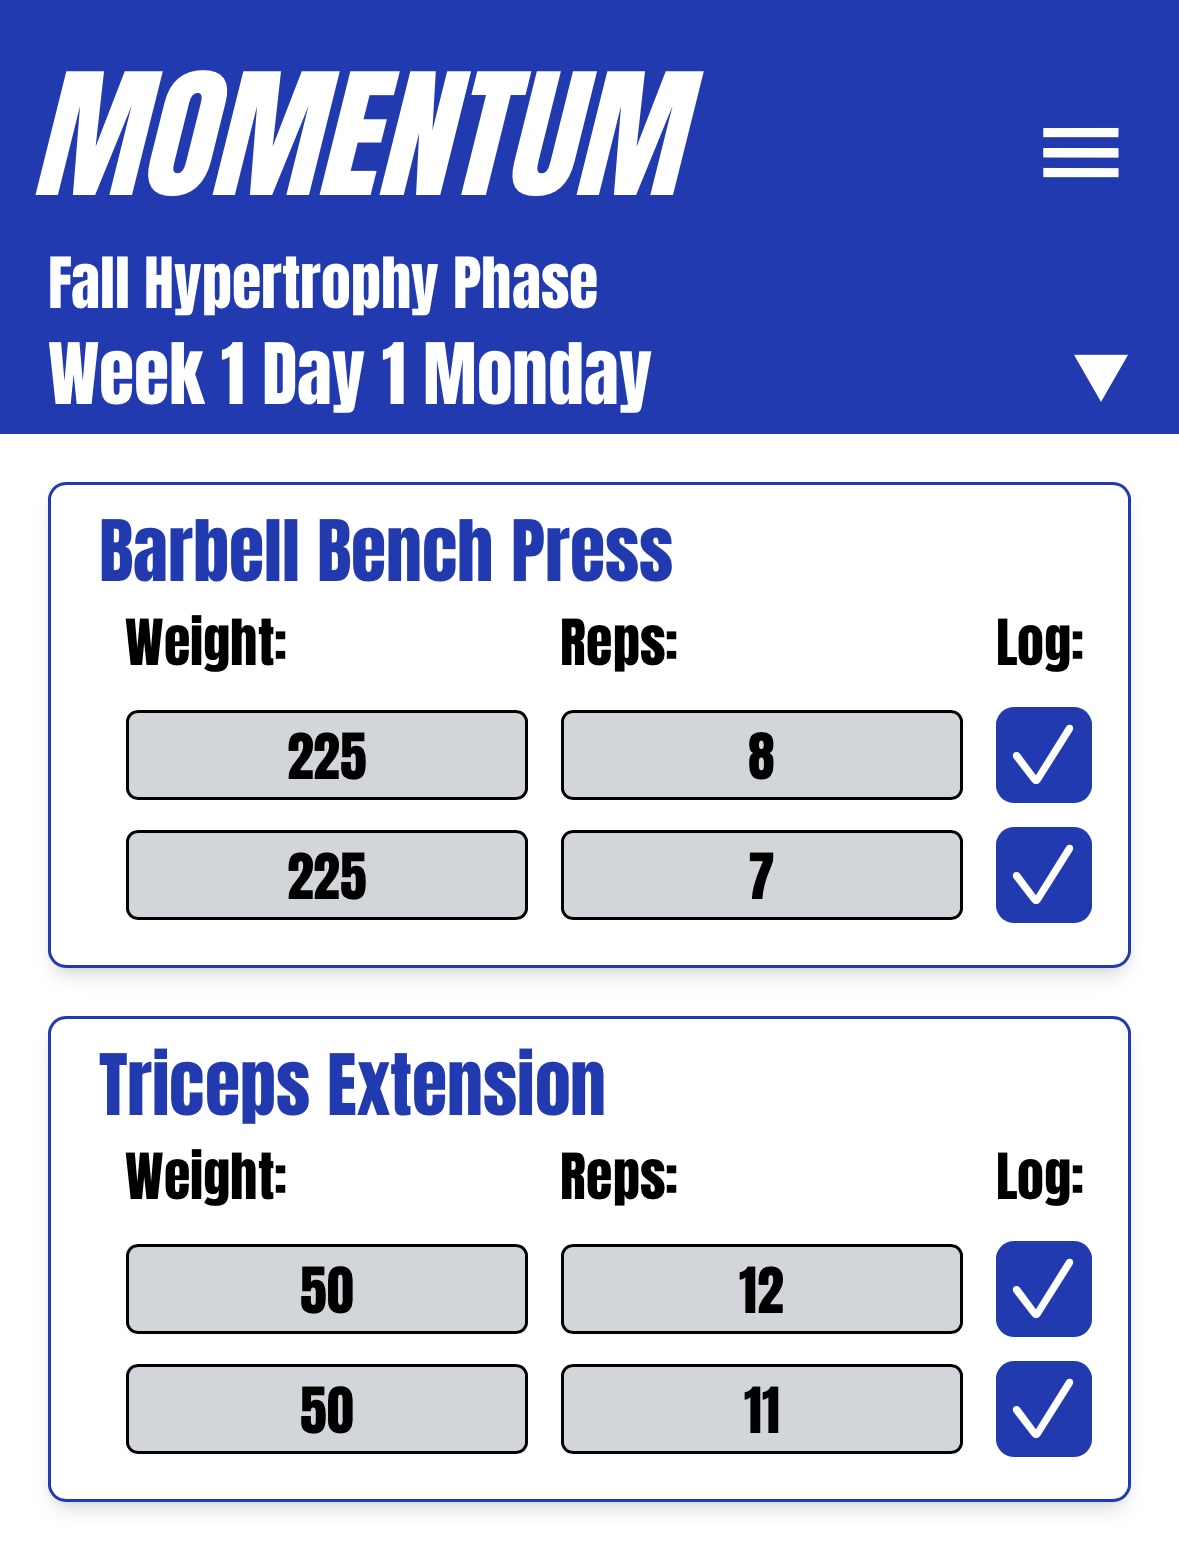 MOMENTUM
Fall Hypertrophy Phase
Week 1 Day 1 Monday
Barbell Bench Press
Weight: Reps: Log:
225 8
225 7
Triceps Extension
Weight: Reps: Log:
50 12
50 11